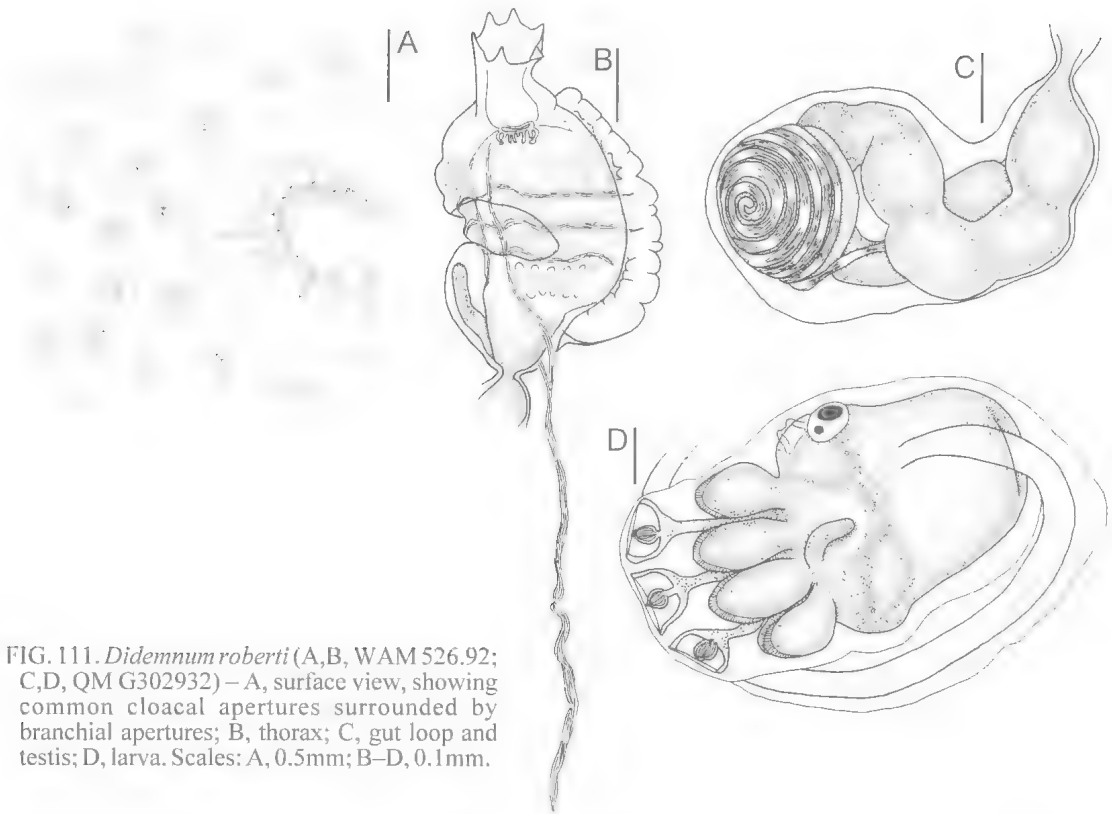 A
B
C
D
FIG. 111. Didemnum roberti (A,B, WAM 526.92;
C,D, QM G302932) – A, surface view, showing
common cloacal apertures surrounded by
branchial apertures; B, thorax; C, gut loop and
testis; D, larva. Scales: A, 0.5mm; B–D, 0.1mm.